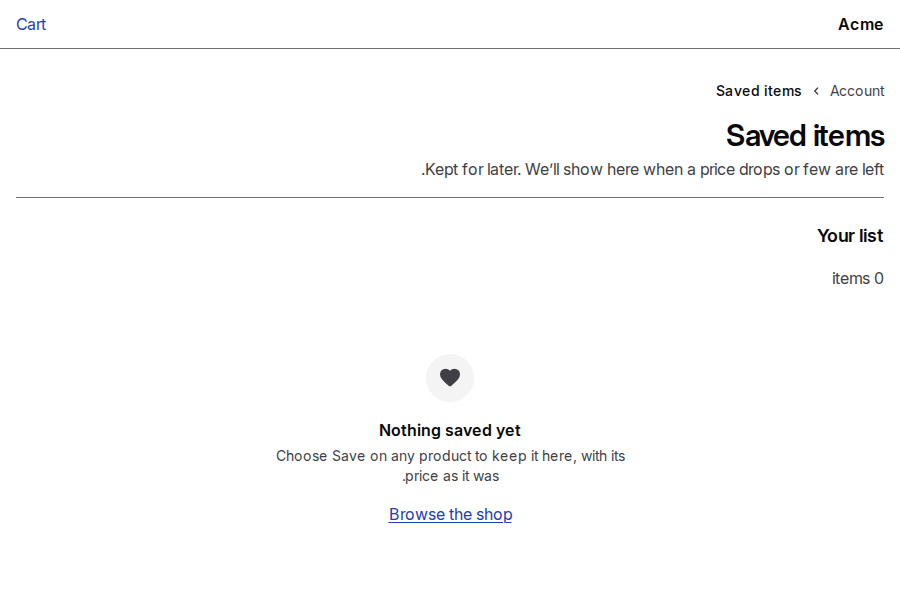 Acme
Cart
Account › Saved items
Saved items
Kept for later. We’ll show here when a price drops or few are left.
Your list
0 items
Nothing saved yet
Choose Save on any product to keep it here, with its
price as it was.
Browse the shop